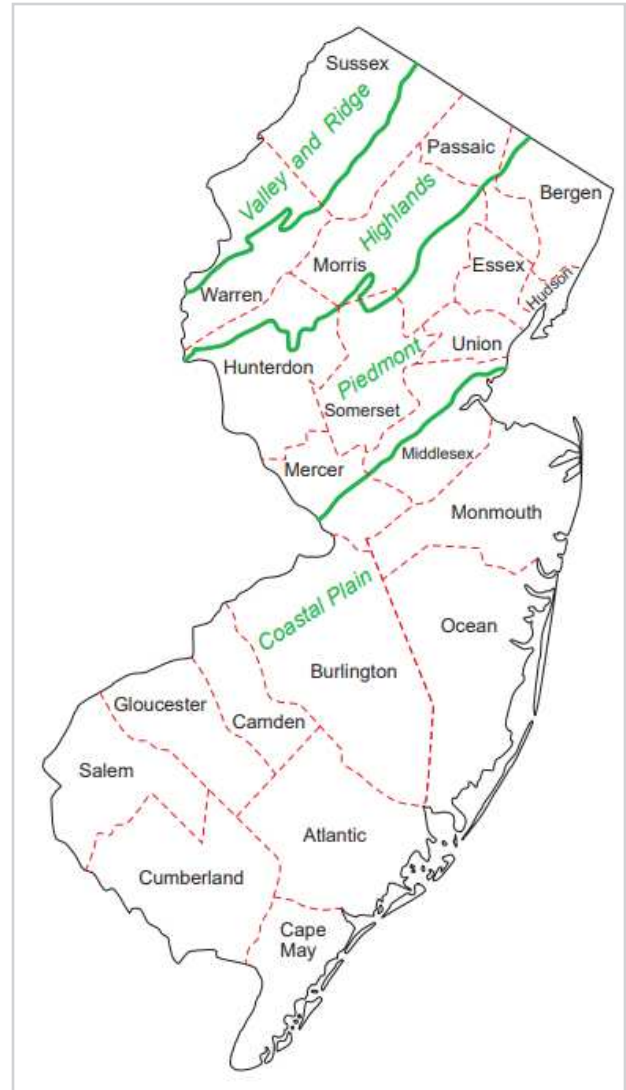 Sussex
Valley and Ridge
Passaic
Bergen
Highlands
Morris
Essex
Hudson
Warren
Union
Hunterdon
Piedmont
Somerset
Middlesex
Mercer
Monmouth
Coastal Plain
Ocean
Burlington
Gloucester
Camden
Salem
Atlantic
Cumberland
Cape
May